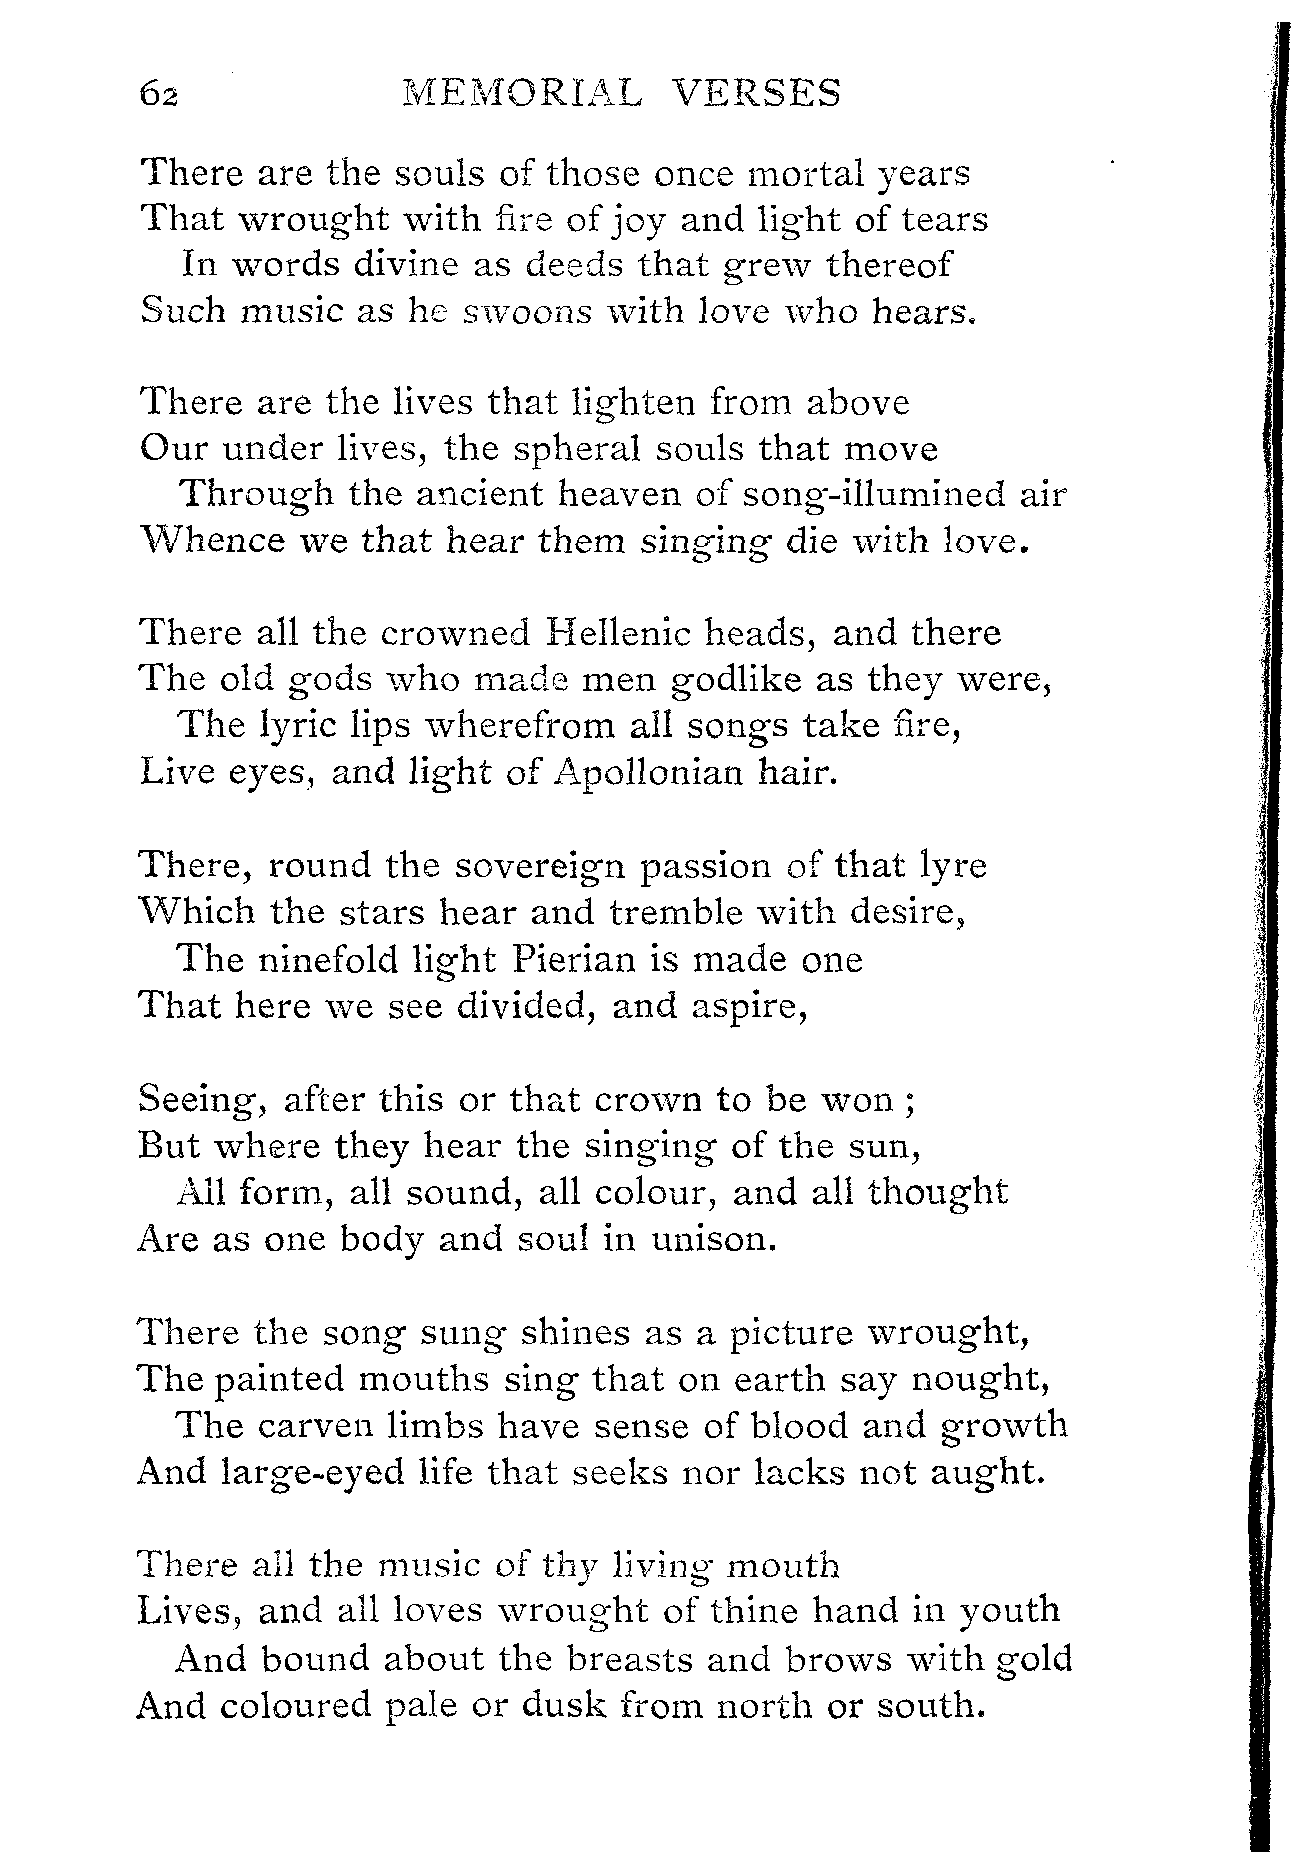 62 MEMORIAL VERSES
There are the souls of those once mortal years
That wrought with fire of joy and light of tears
In words divine as deeds that grew thereof
Such music as he swoons with love who hears.
There are the lives that lighten from above
Our under lives, the spheral souls that move
Through the ancient heaven of song-illumined air
Whence we that hear them singing die with love.
There all the crowned Hellenic heads, and there
The old gods who made men godlike as they were,
The lyric lips wherefrom all songs take fire,
Live eyes, and light of Apollonian hair.
There, round the sovereign passion of that lyre
Which the stars hear and tremble with desire,
The ninefold light Pierian is made one
That here we see divided, and aspire,
Seeing, after this or that crown to be won ;
But where they hear the singing of the sun,
All form, all sound, all colour, and all thought
Are as one body and soul in unison.
There the song sung shines as a picture wrought,
The painted mouths sing that on earth say nought,
The carven limbs have sense of blood and growth
And large-eyed life that seeks nor lacks not aught.
There all the music of thy living mouth
Lives, and all loves wrought of thine hand in youth
And bound about the breasts and brows with gold
And coloured pale or dusk from north or south.